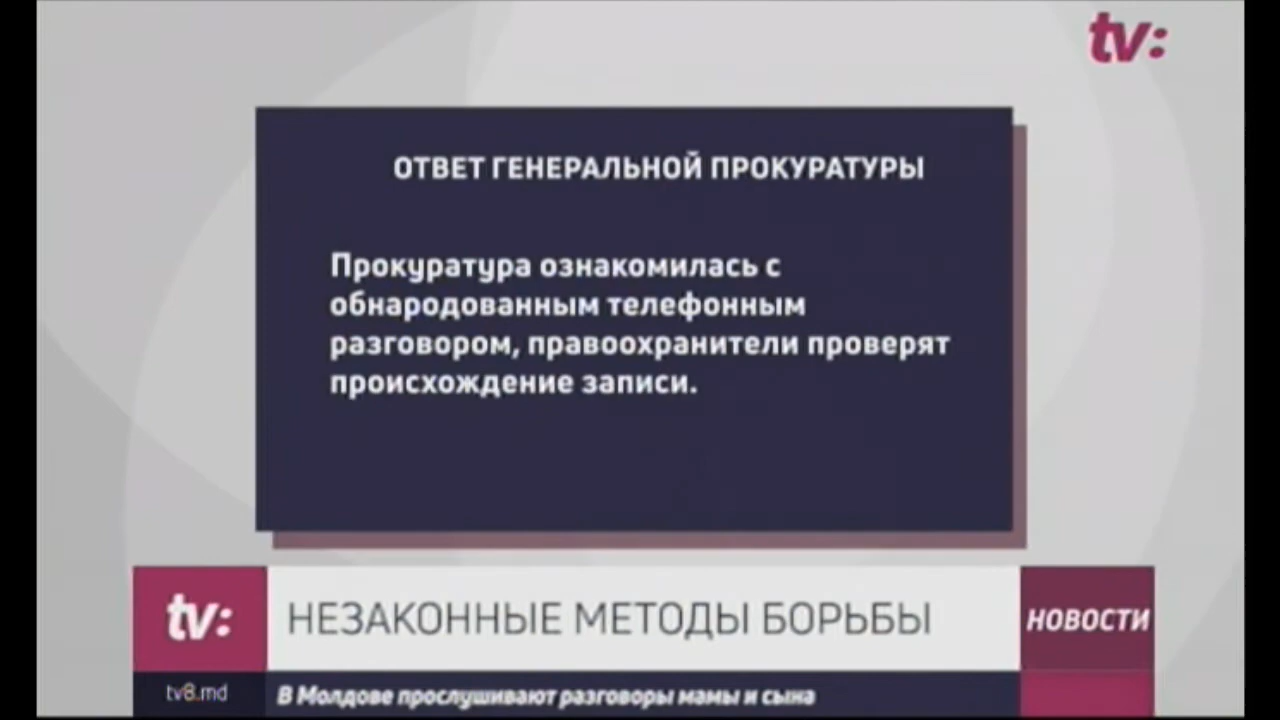 tv:
ОТВЕТ ГЕНЕРАЛЬНОЙ ПРОКУРАТУРЫ
Прокуратура ознакомилась с
обнародованным телефонным
разговором, правоохранители проверят
происхождение записи.
tv:
НЕЗАКОННЫЕ МЕТОДЫ БОРЬБЫ
НОВОСТИ
tv8.md
В Молдове прослушивают разговоры мамы и сына